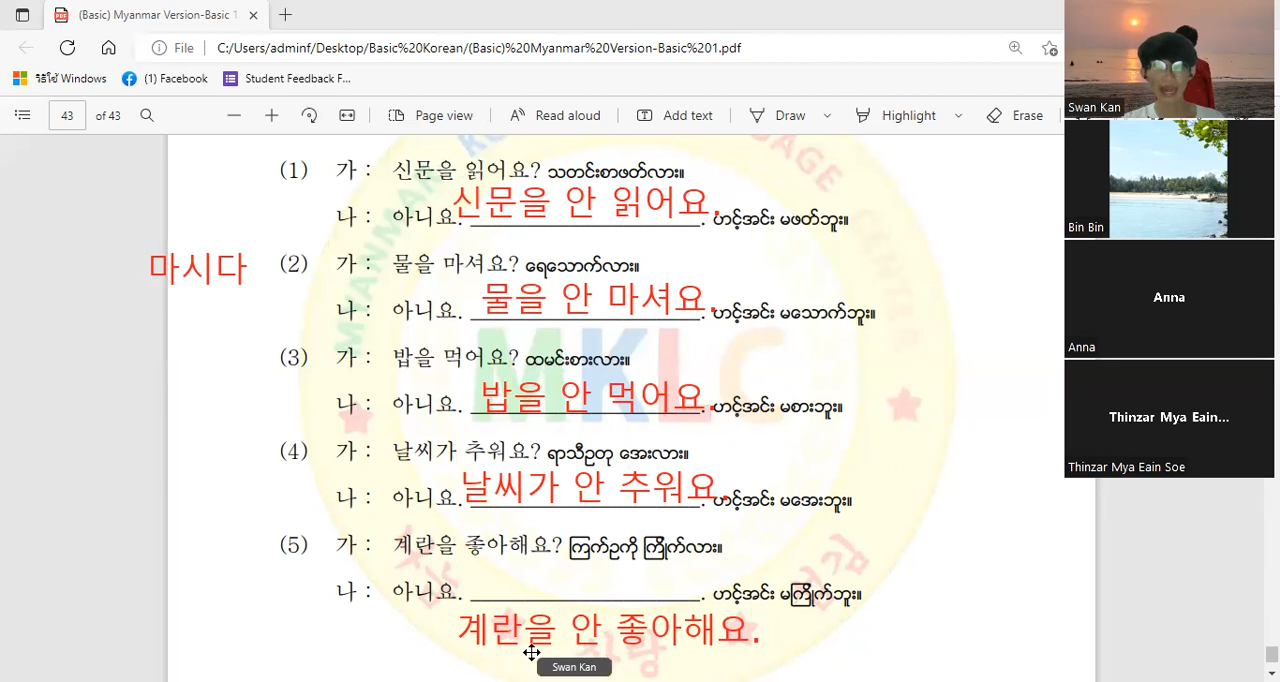 (Basic) Myanmar Version-Basic 1
File C:/Users/adminf/Desktop/Basic%20Korean/(Basic)%20Myanmar%20Version-Basic%201.pdf
วิธีใช้ Windows (1) Facebook Student Feedback F...
43 of 43 Page view Read aloud Add text Draw Highlight Erase
(1) 가 : 신문을 읽어요? သတင်းစာဖတ်လား။
신문을 안 읽어요.
나 : 아니요. ____________________. ဟင့်အင်း မဖတ်ဘူး။
마시다
(2) 가 : 물을 마셔요? ရေသောက်လား။
물을 안 마셔요.
나 : 아니요. ____________________. ဟင့်အင်း မသောက်ဘူး။
(3) 가 : 밥을 먹어요? ထမင်းစားလား။
밥을 안 먹어요.
나 : 아니요. ____________________. ဟင့်အင်း မစားဘူး။
(4) 가 : 날씨가 추워요? ရာသီဥတု အေးလား။
날씨가 안 추워요.
나 : 아니요. ____________________. ဟင့်အင်း မအေးဘူး။
(5) 가 : 계란을 좋아해요? ကြက်ဥကို ကြိုက်လား။
나 : 아니요. ____________________. ဟင့်အင်း မကြိုက်ဘူး။
계란을 안 좋아해요.
Swan Kan
MKLC
사랑
Swan Kan
Bin Bin
Anna
Anna
Thinzar Mya Eain...
Thinzar Mya Eain Soe